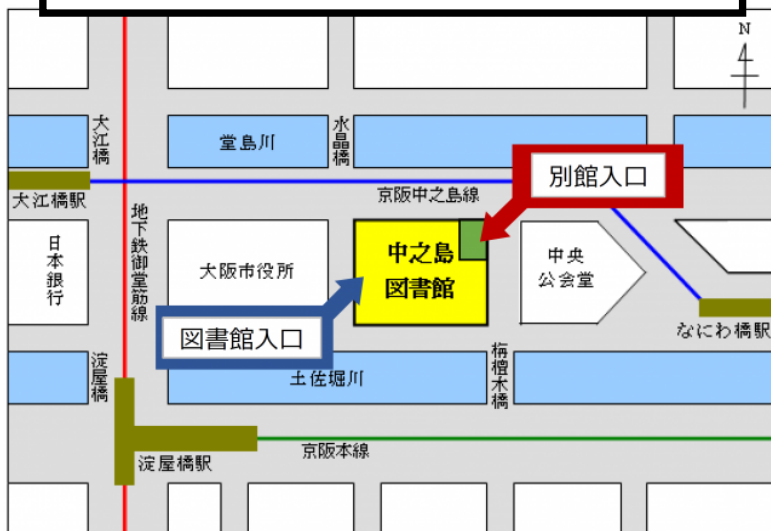 N
大江橋
堂島川
水晶橋
別館入口
大江橋駅
京阪中之島線
地下鉄御堂筋線
日本銀行
大阪市役所
中之島
図書館
中央
公会堂
図書館入口
なにわ橋駅
淀屋橋
土佐堀川
栴檀木橋
淀屋橋駅
京阪本線